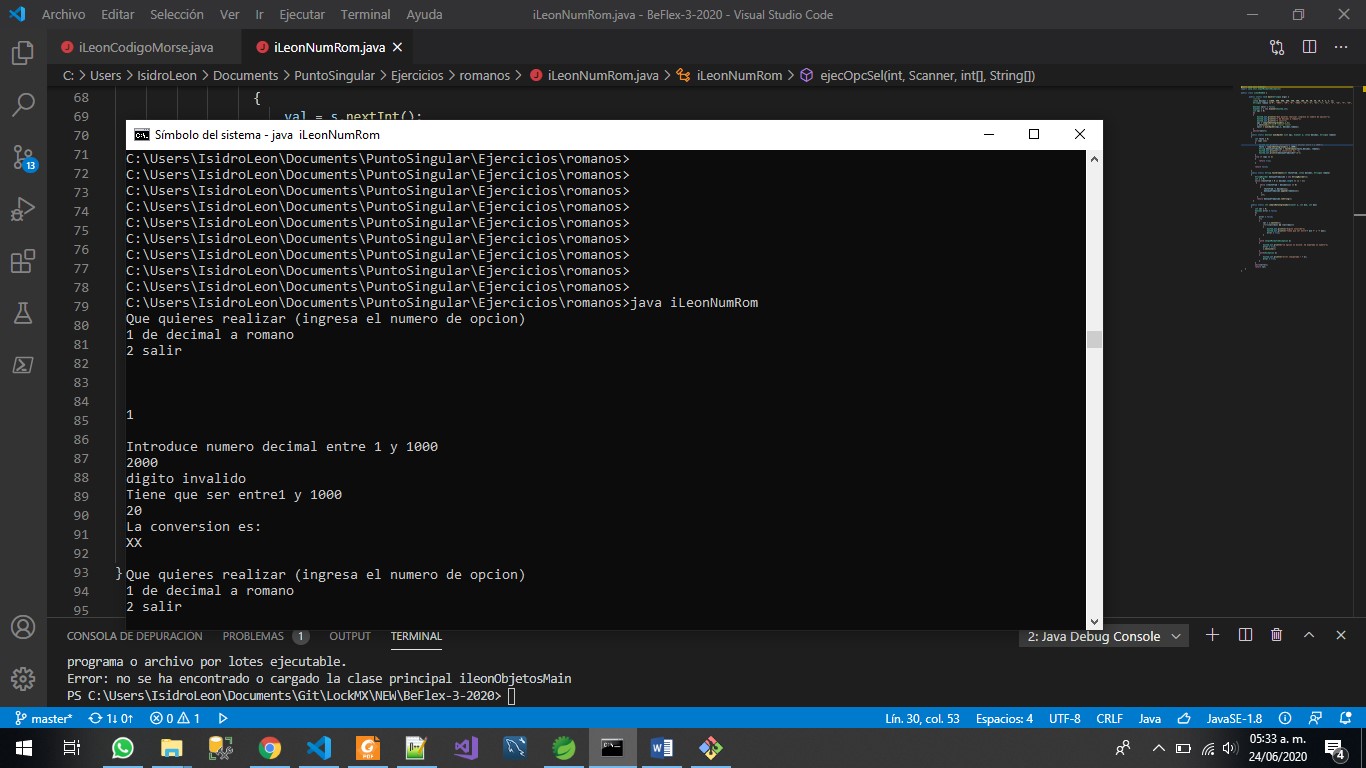 Archivo Editar Selección Ver Ir Ejecutar Terminal Ayuda
iLeonNumRom.java - BeFlex-3-2020 - Visual Studio Code
iLeonCodigoMorse.java
iLeonNumRom.java
C: > Users > IsidroLeon > Documents > PuntoSingular > Ejercicios > romanos > iLeonNumRom.java > iLeonNumRom > ejecOpcSel(int, Scanner, int[], String[])
68 {
69 val = s.nextInt();
70
71
72
73
74
75
76
77
78
79
80
81
82
83
84
85
86
87
88
89
90
91
92
93 }
94
95
13
Símbolo del sistema - java iLeonNumRom
C:\Users\IsidroLeon\Documents\PuntoSingular\Ejercicios\romanos>
C:\Users\IsidroLeon\Documents\PuntoSingular\Ejercicios\romanos>
C:\Users\IsidroLeon\Documents\PuntoSingular\Ejercicios\romanos>
C:\Users\IsidroLeon\Documents\PuntoSingular\Ejercicios\romanos>
C:\Users\IsidroLeon\Documents\PuntoSingular\Ejercicios\romanos>
C:\Users\IsidroLeon\Documents\PuntoSingular\Ejercicios\romanos>
C:\Users\IsidroLeon\Documents\PuntoSingular\Ejercicios\romanos>
C:\Users\IsidroLeon\Documents\PuntoSingular\Ejercicios\romanos>
C:\Users\IsidroLeon\Documents\PuntoSingular\Ejercicios\romanos>
C:\Users\IsidroLeon\Documents\PuntoSingular\Ejercicios\romanos>java iLeonNumRom
Que quieres realizar (ingresa el numero de opcion)
1 de decimal a romano
2 salir
1
Introduce numero decimal entre 1 y 1000
2000
digito invalido
Tiene que ser entre1 y 1000
20
La conversion es:
XX
Que quieres realizar (ingresa el numero de opcion)
1 de decimal a romano
2 salir
CONSOLA DE DEPURACIÓN PROBLEMAS 1 OUTPUT TERMINAL
2: Java Debug Console
programa o archivo por lotes ejecutable.
Error: no se ha encontrado o cargado la clase principal ileonObjetosMain
PS C:\Users\IsidroLeon\Documents\Git\LockMX\NEW\BeFlex-3-2020>
master* 1↓ 0↑ 0 1
Lín. 30, col. 53 Espacios: 4 UTF-8 CRLF Java JavaSE-1.8
05:33 a. m.
24/06/2020
4